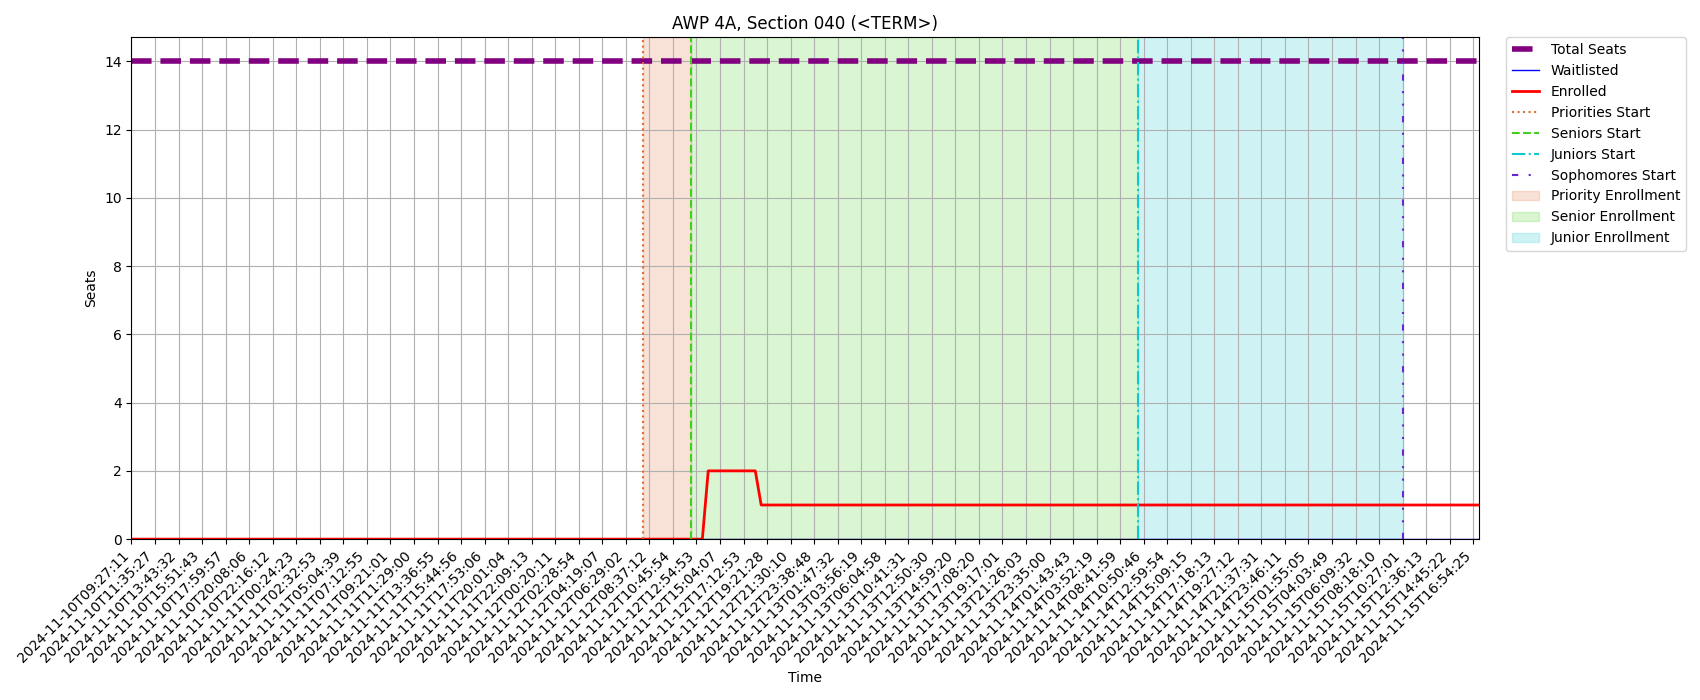 AWP 4A, Section 040 (<TERM>)
Total Seats
Waitlisted
Enrolled
Priorities Start
Seniors Start
Juniors Start
Sophomores Start
Priority Enrollment
Senior Enrollment
Junior Enrollment
Seats
14
12
10
8
6
4
2
0
2024-11-10T09:27:11
2024-11-10T11:35:27
2024-11-10T13:43:32
2024-11-10T15:51:43
2024-11-10T17:59:57
2024-11-10T20:08:06
2024-11-10T22:16:12
2024-11-11T00:24:23
2024-11-11T02:32:53
2024-11-11T05:04:39
2024-11-11T07:12:55
2024-11-11T09:21:01
2024-11-11T11:29:00
2024-11-11T13:36:55
2024-11-11T15:44:56
2024-11-11T17:53:06
2024-11-11T20:01:04
2024-11-11T22:09:13
2024-11-12T00:20:11
2024-11-12T02:28:54
2024-11-12T04:19:07
2024-11-12T06:29:02
2024-11-12T08:37:12
2024-11-12T10:45:54
2024-11-12T12:54:53
2024-11-12T15:04:07
2024-11-12T17:12:53
2024-11-12T19:21:28
2024-11-12T21:30:10
2024-11-12T23:38:48
2024-11-13T01:47:32
2024-11-13T03:56:19
2024-11-13T06:04:58
2024-11-13T10:41:31
2024-11-13T12:50:30
2024-11-13T14:59:20
2024-11-13T17:08:20
2024-11-13T19:17:01
2024-11-13T21:26:03
2024-11-13T23:35:00
2024-11-14T01:43:43
2024-11-14T03:52:19
2024-11-14T08:41:59
2024-11-14T10:50:46
2024-11-14T12:59:54
2024-11-14T15:09:15
2024-11-14T17:18:13
2024-11-14T19:27:12
2024-11-14T21:37:31
2024-11-14T23:46:11
2024-11-15T01:55:05
2024-11-15T04:03:49
2024-11-15T06:09:32
2024-11-15T08:18:10
2024-11-15T10:27:01
2024-11-15T12:36:13
2024-11-15T14:45:22
2024-11-15T16:54:25
Time